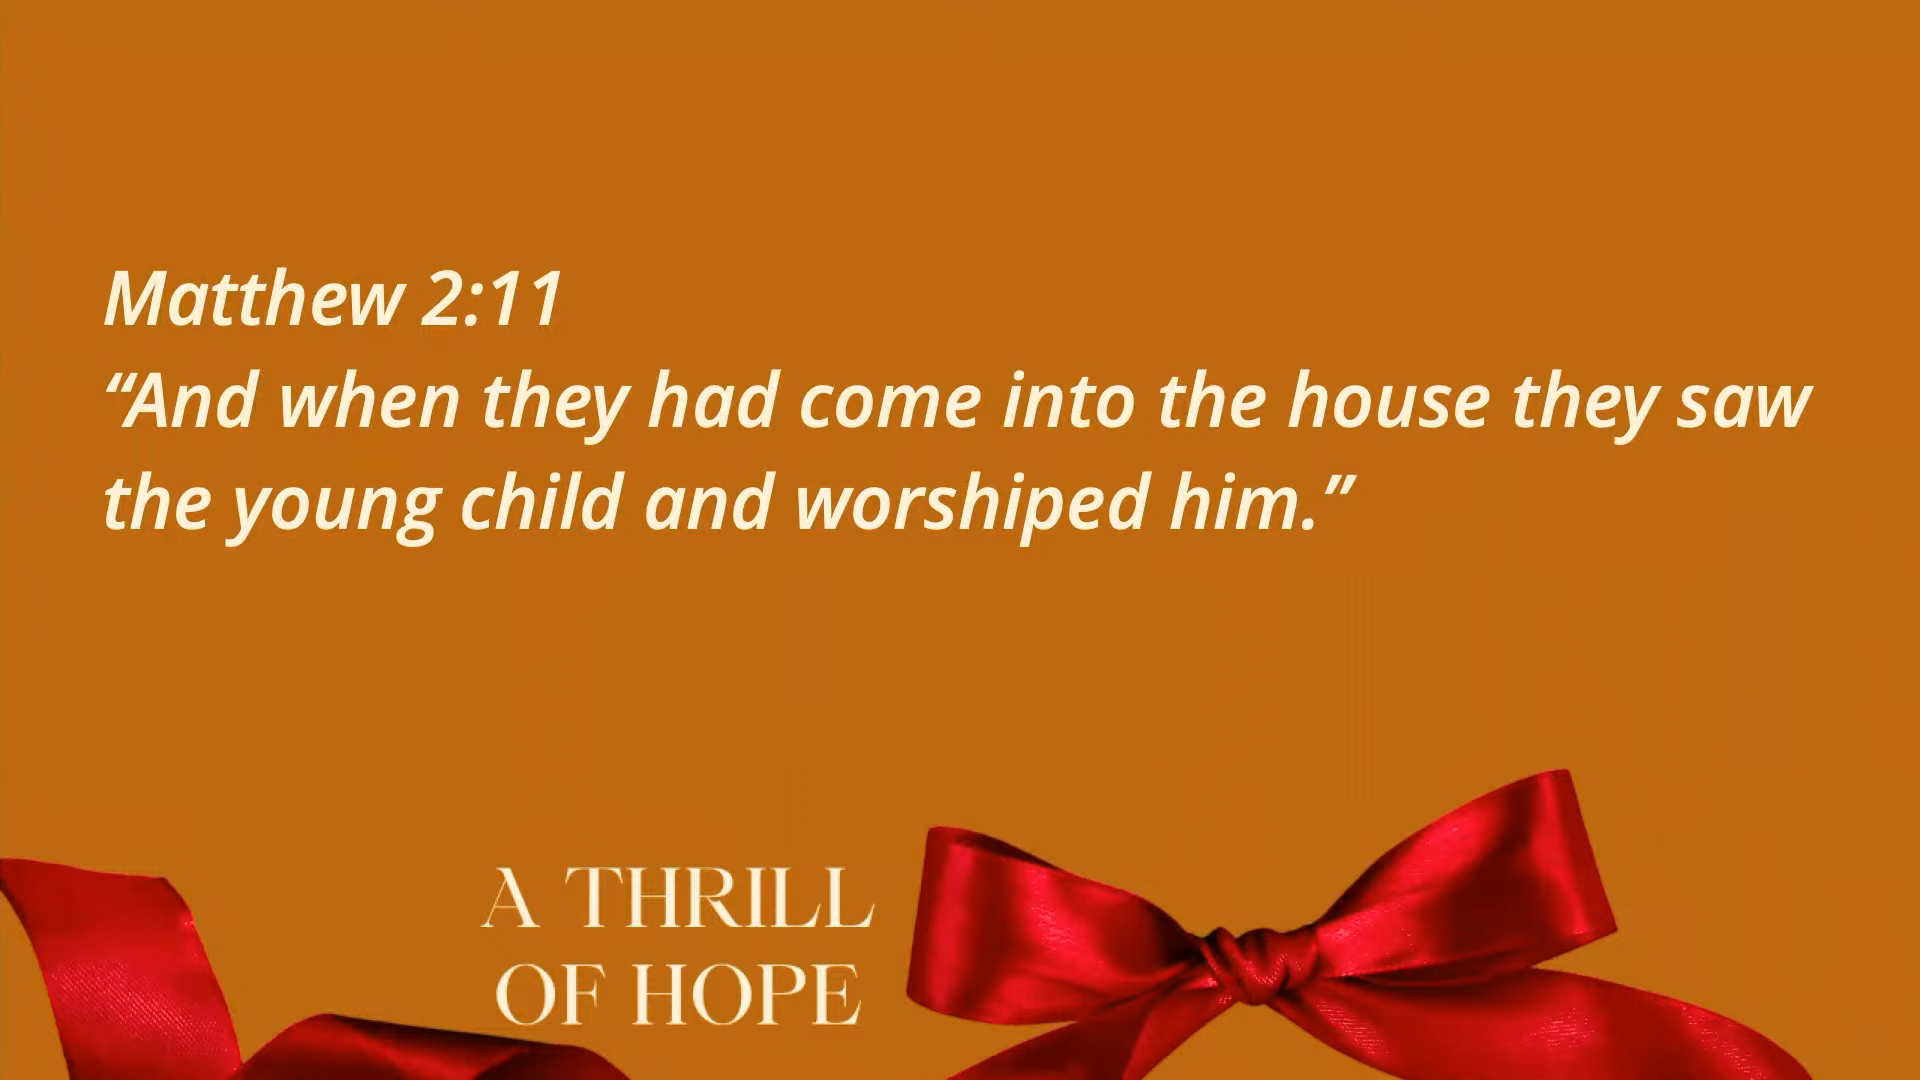 Matthew 2:11
“And when they had come into the house they saw
the young child and worshiped him.”
A THRILL
OF HOPE